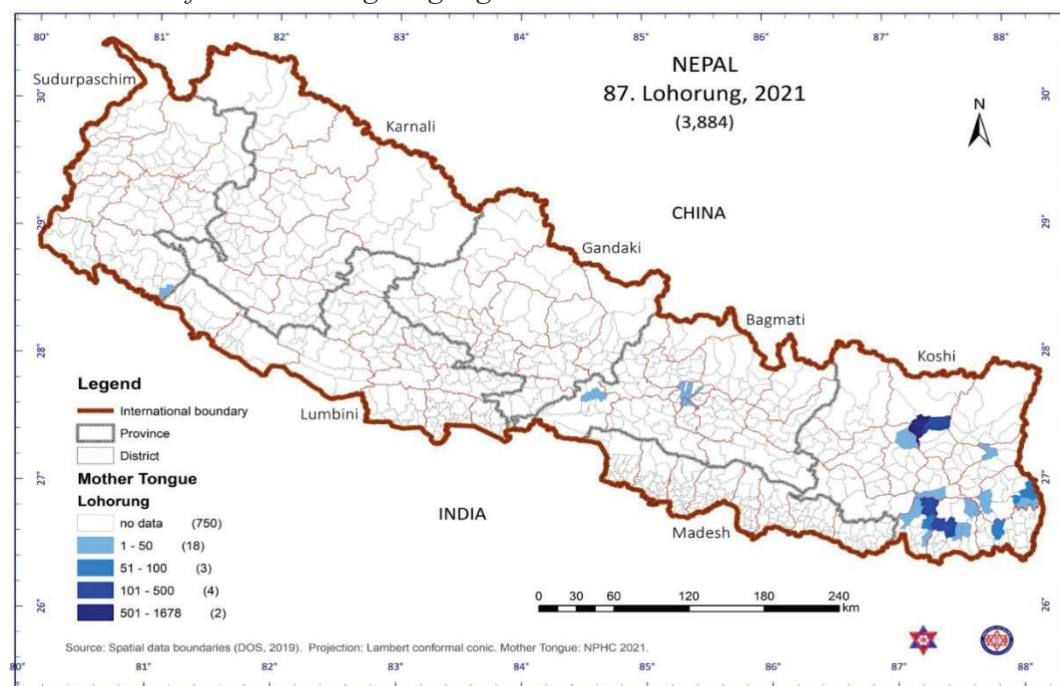 80° 81° 82° 83° 84° 85° 86° 87° 88°
NEPAL
87. Lohorung, 2021
(3,884)
N
Sudurpaschim
Karnali
CHINA
Gandaki
Bagmati
Koshi
Lumbini
INDIA
Madesh
30°
29°
28°
27°
26°
30°
29°
28°
27°
26°
Legend
International boundary
Province
District
Mother Tongue
Lohorung
no data (750)
1 - 50 (18)
51 - 100 (3)
101 - 500 (4)
501 - 1678 (2)
0 15 30 60 120 180 240
km
Source: Spatial data boundaries (DOS, 2019). Projection: Lambert conformal conic. Mother Tongue: NPHC 2021.
80° 81° 82° 83° 84° 85° 86° 87° 88°